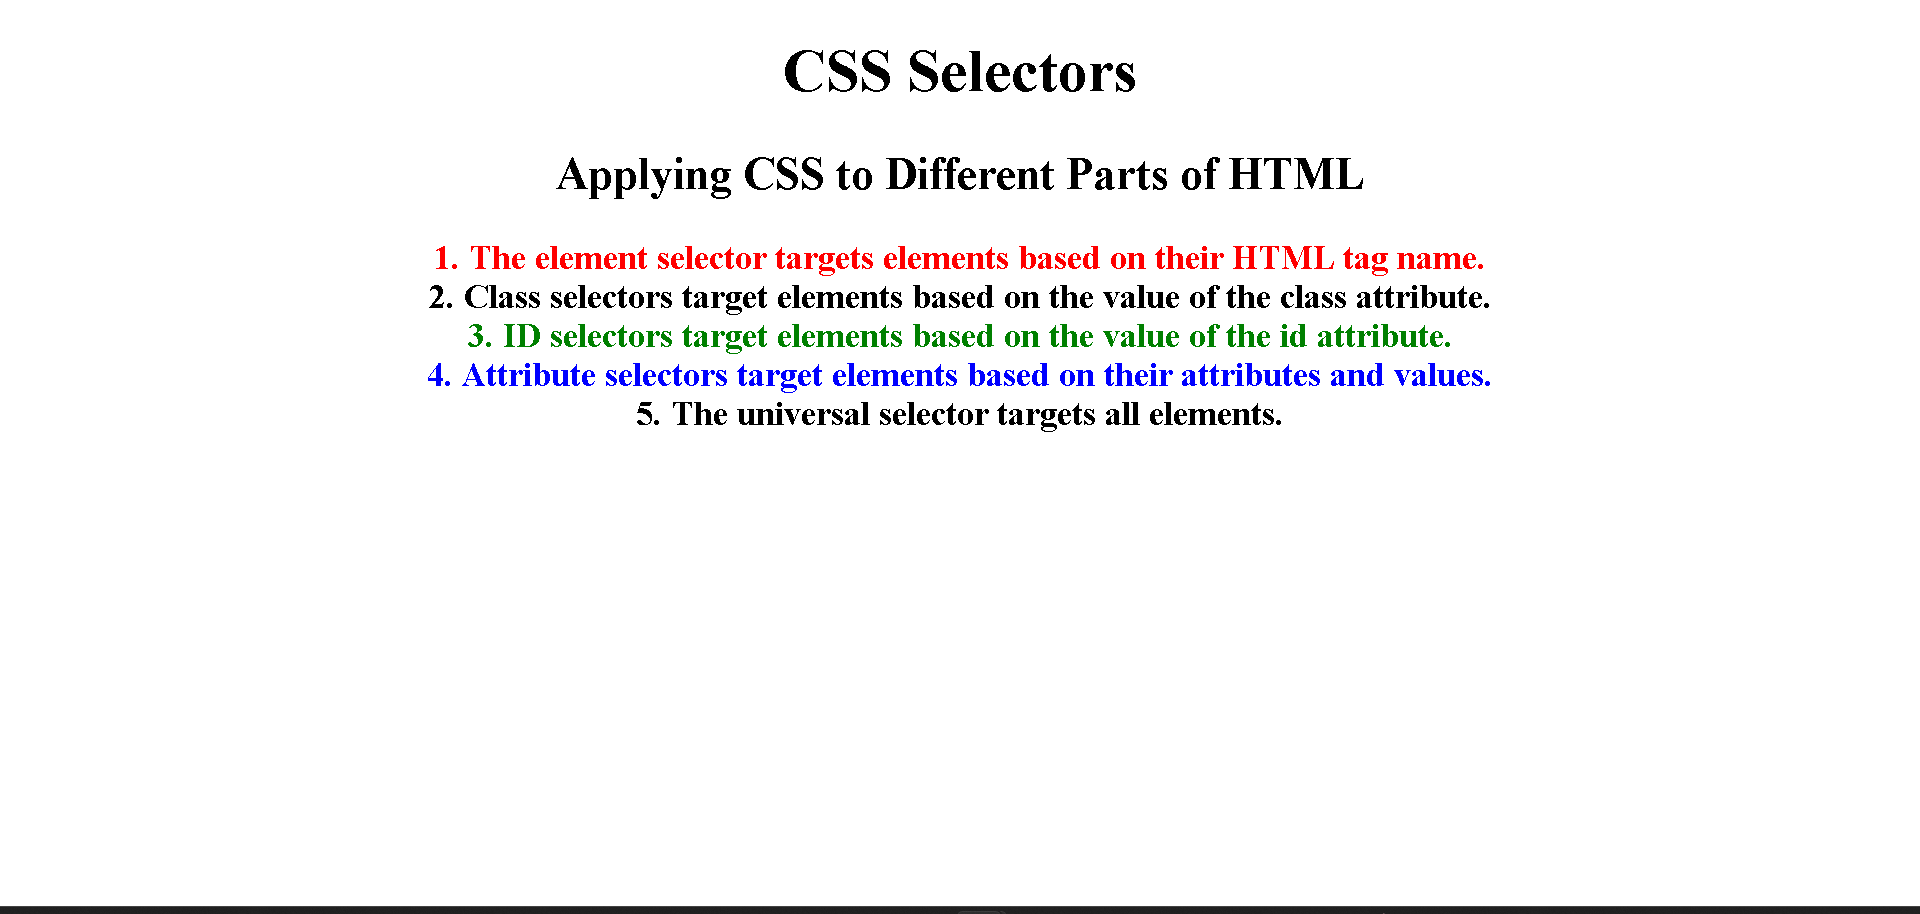 CSS Selectors
Applying CSS to Different Parts of HTML
1. The element selector targets elements based on their HTML tag name.
2. Class selectors target elements based on the value of the class attribute.
3. ID selectors target elements based on the value of the id attribute.
4. Attribute selectors target elements based on their attributes and values.
5. The universal selector targets all elements.